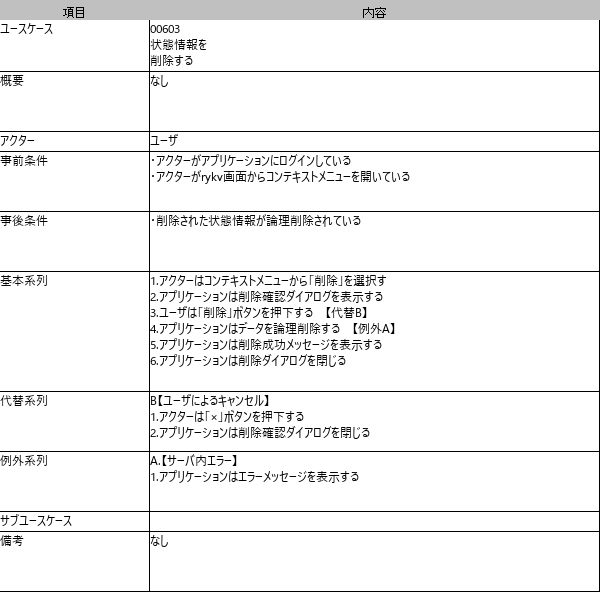 項目 内容
ユースケース 00603
状態情報を
削除する
概要 なし
アクター ユーザ
事前条件 ・アクターがアプリケーションにログインしている
・アクターがrykv画面からコンテキストメニューを開いている
事後条件 ・削除された状態情報が論理削除されている
基本系列 1.アクターはコンテキストメニューから「削除」を選択す
2.アプリケーションは削除確認ダイアログを表示する
3.ユーザは「削除」ボタンを押下する 【代替B】
4.アプリケーションはデータを論理削除する 【例外A】
5.アプリケーションは削除成功メッセージを表示する
6.アプリケーションは削除ダイアログを閉じる
代替系列 B【ユーザによるキャンセル】
1.アクターは「×」ボタンを押下する
2.アプリケーションは削除確認ダイアログを閉じる
例外系列 A.【サーバ内エラー】
1.アプリケーションはエラーメッセージを表示する
サブユースケース
備考 なし